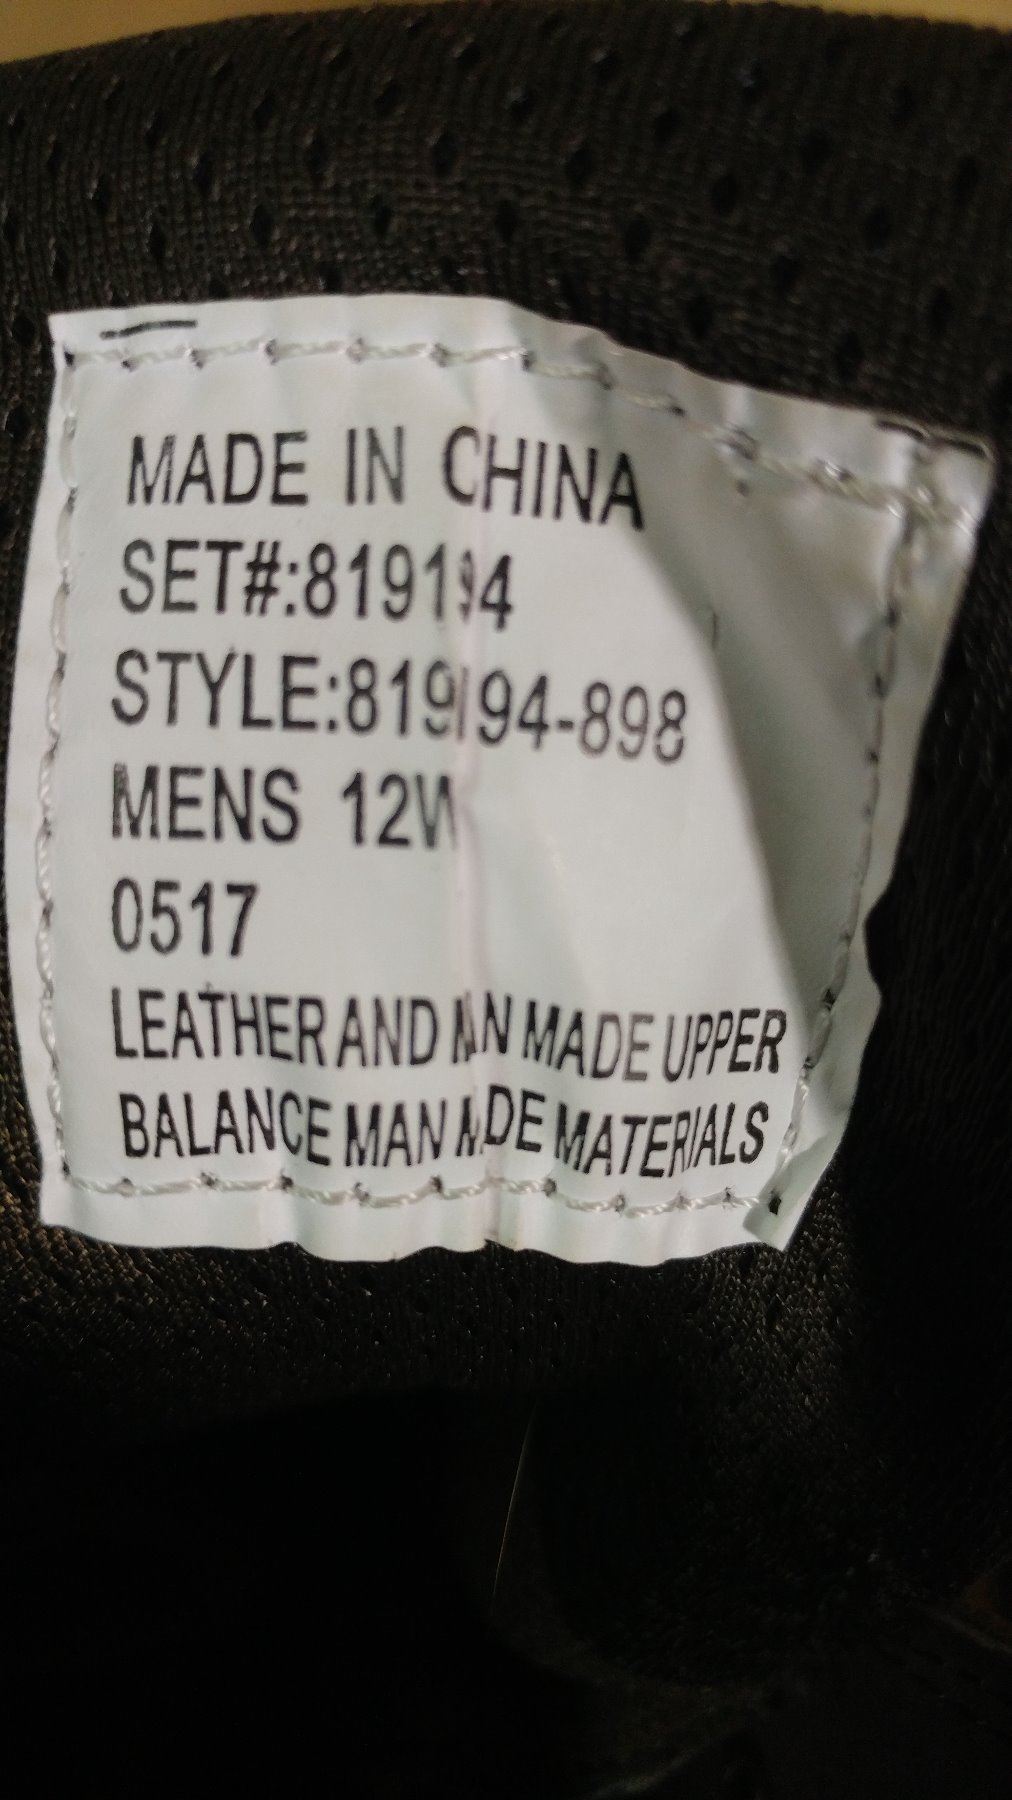 MADE IN CHINA
SET#:819194
STYLE:819194-898
MENS 12W
0517
LEATHER AND MAN MADE UPPER
BALANCE MAN MADE MATERIALS